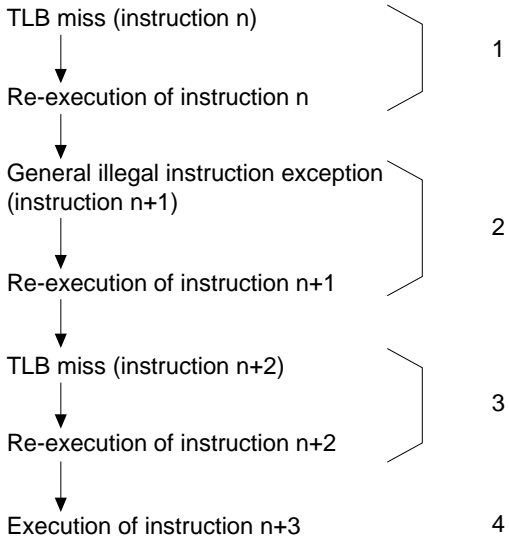 TLB miss (instruction n)
1
Re-execution of instruction n
General illegal instruction exception
(instruction n+1)
2
Re-execution of instruction n+1
TLB miss (instruction n+2)
3
Re-execution of instruction n+2
Execution of instruction n+3
4